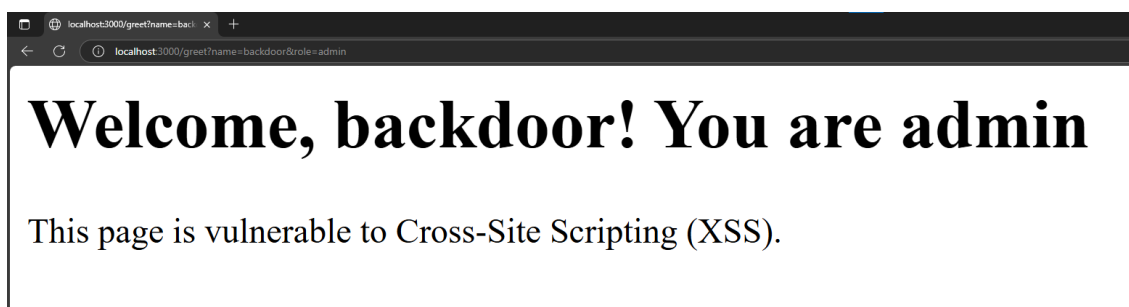 localhost:3000/greet?name=back
localhost:3000/greet?name=backdoor&role=admin
Welcome, backdoor! You are admin
This page is vulnerable to Cross-Site Scripting (XSS).